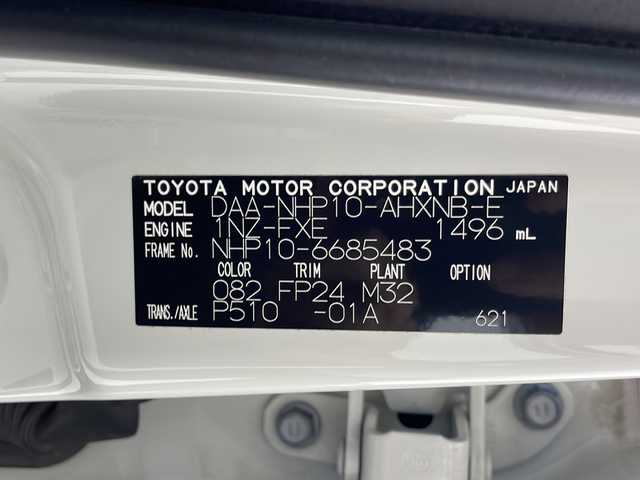 TOYOTA MOTOR CORPORATION JAPAN
MODEL DAA-NHP10-AHXNB-E
ENGINE 1NZ-FXE 1496 mL
FRAME No. NHP10-6685483
COLOR TRIM PLANT OPTION
082 FP24 M32
TRANS./AXLE P510 -01A 621